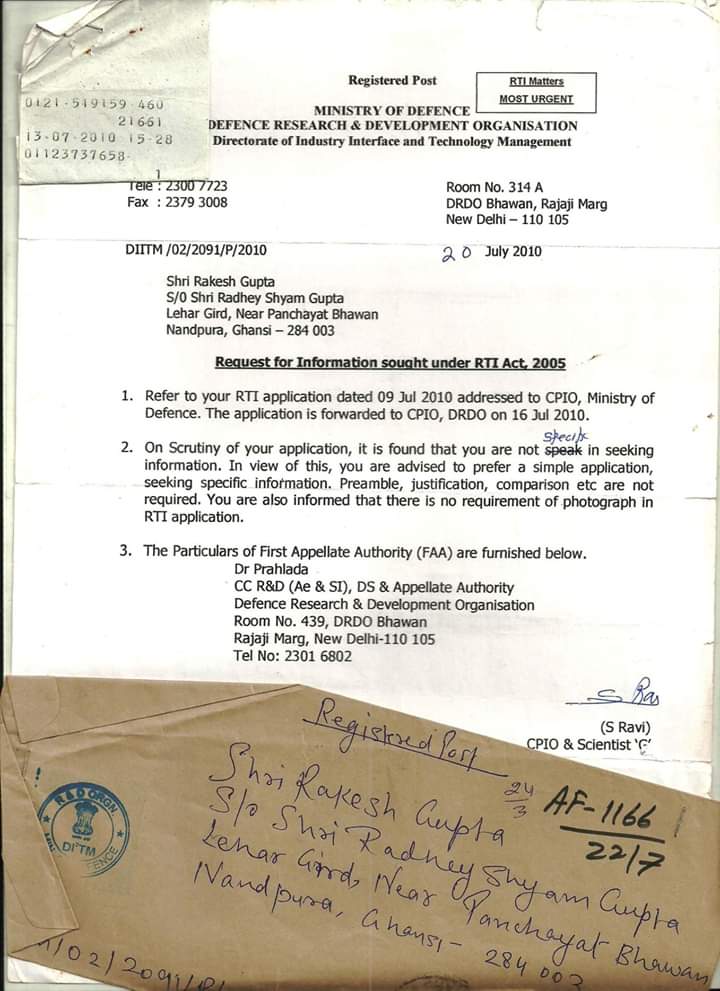 0121-519159 460
21661
13-07-2010 15-28
01123737658-
1
Registered Post
RTI Matters
MOST URGENT
MINISTRY OF DEFENCE
DEFENCE RESEARCH & DEVELOPMENT ORGANISATION
Directorate of Industry Interface and Technology Management
Tele : 2300 7723
Fax : 2379 3008
Room No. 314 A
DRDO Bhawan, Rajaji Marg
New Delhi – 110 105
DIITM /02/2091/P/2010
20 July 2010
Shri Rakesh Gupta
S/0 Shri Radhey Shyam Gupta
Lehar Gird, Near Panchayat Bhawan
Nandpura, Ghansi – 284 003
Request for Information sought under RTI Act, 2005
1. Refer to your RTI application dated 09 Jul 2010 addressed to CPIO, Ministry of
Defence. The application is forwarded to CPIO, DRDO on 16 Jul 2010.
specific
2. On Scrutiny of your application, it is found that you are not speak in seeking
information. In view of this, you are advised to prefer a simple application,
seeking specific information. Preamble, justification, comparison etc are not
required. You are also informed that there is no requirement of photograph in
RTI application.
3. The Particulars of First Appellate Authority (FAA) are furnished below.
Dr Prahlada
CC R&D (Ae & SI), DS & Appellate Authority
Defence Research & Development Organisation
Room No. 439, DRDO Bhawan
Rajaji Marg, New Delhi-110 105
Tel No: 2301 6802
S Ravi
(S Ravi)
CPIO & Scientist
Registered Post
Shri Rakesh Gupta
S/o Shri Radhey Shyam Gupta
Lehar Gird, Near Panchayat Bhawan
Nandpura, Ghansi - 284 003
24/3
AF-1166
22/7
R&D ORGN.
DIITM
/02/2091/P/